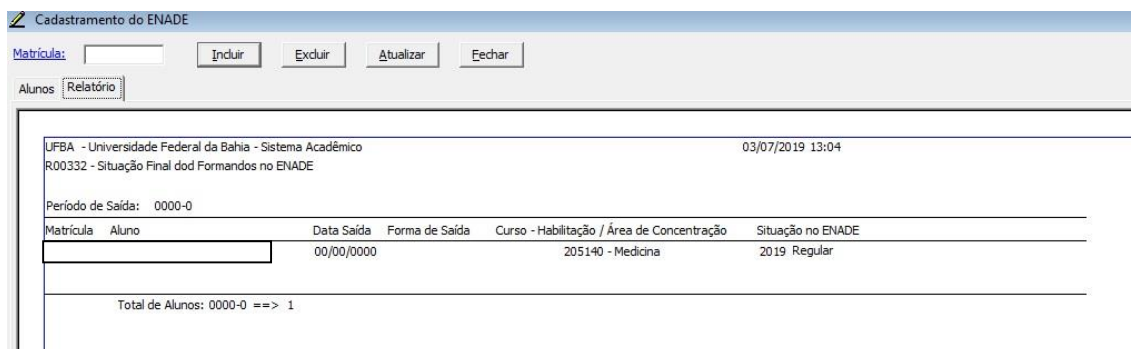 Cadastramento do ENADE
Matrícula: Incluir Excluir Atualizar Fechar
Alunos Relatório
UFBA - Universidade Federal da Bahia - Sistema Acadêmico 03/07/2019 13:04
R00332 - Situação Final dod Formandos no ENADE
Período de Saída: 0000-0
Matrícula Aluno Data Saída Forma de Saída Curso - Habilitação / Área de Concentração Situação no ENADE
00/00/0000 205140 - Medicina 2019 Regular
Total de Alunos: 0000-0 ==> 1